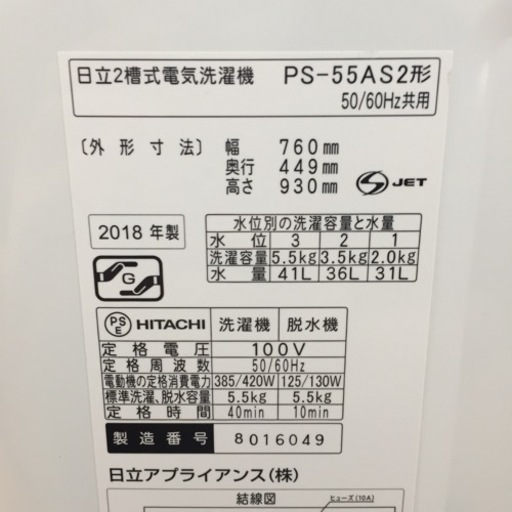 日立2槽式電気洗濯機 PS-55AS2形
50/60Hz共用
〔外形寸法〕 幅 760mm
奥行 449mm
高さ 930mm
S JET
2018年製
G
水位別の洗濯容量と水量
水位 3 2 1
洗濯容量 5.5kg 3.5kg 2.0kg
水量 41L 36L 31L
PSE HITACHI 洗濯機 脱水機
定格電圧 100V
定格周波数 50/60Hz
電動機の定格消費電力 385/420W 125/130W
標準洗濯、脱水容量 5.5kg 5.5kg
定格時間 40min 10min
製造番号 8016049
日立アプライアンス(株)
結線図
ヒューズ(10A)